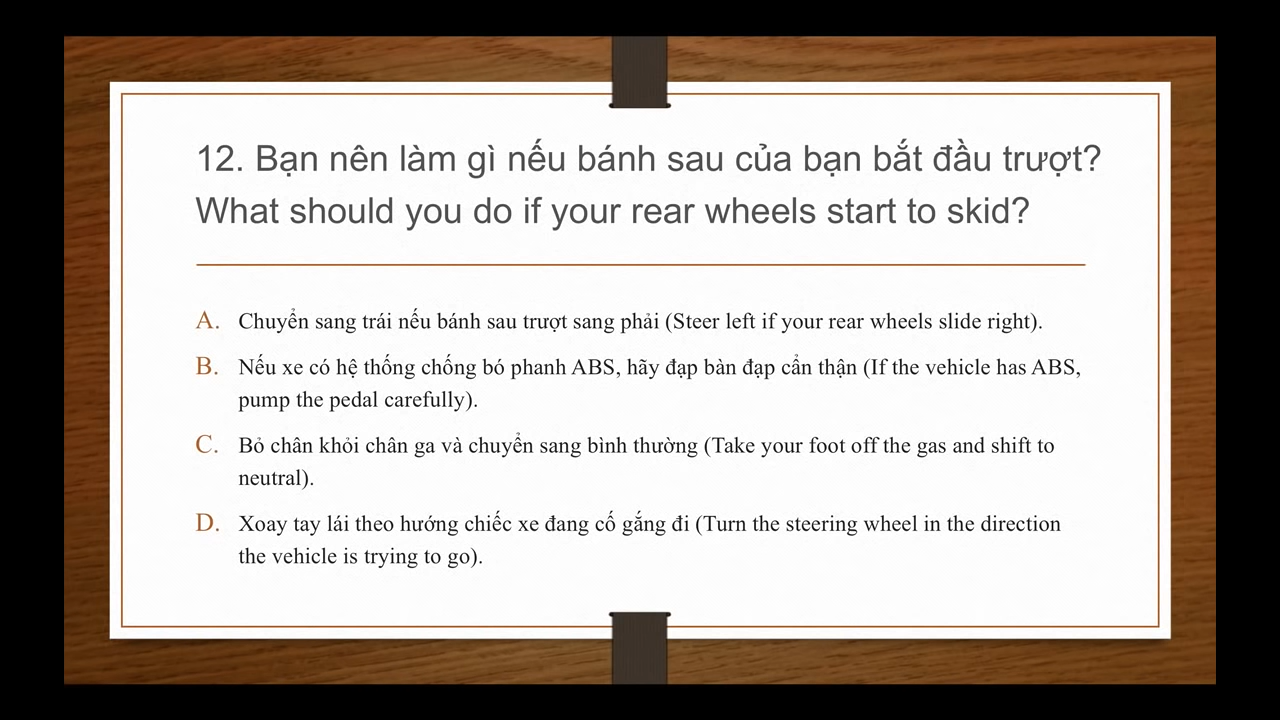 12. Bạn nên làm gì nếu bánh sau của bạn bắt đầu trượt?
What should you do if your rear wheels start to skid?
A. Chuyển sang trái nếu bánh sau trượt sang phải (Steer left if your rear wheels slide right).
B. Nếu xe có hệ thống chống bó phanh ABS, hãy đạp bàn đạp cẩn thận (If the vehicle has ABS,
pump the pedal carefully).
C. Bỏ chân khỏi chân ga và chuyển sang bình thường (Take your foot off the gas and shift to
neutral).
D. Xoay tay lái theo hướng chiếc xe đang cố gắng đi (Turn the steering wheel in the direction
the vehicle is trying to go).